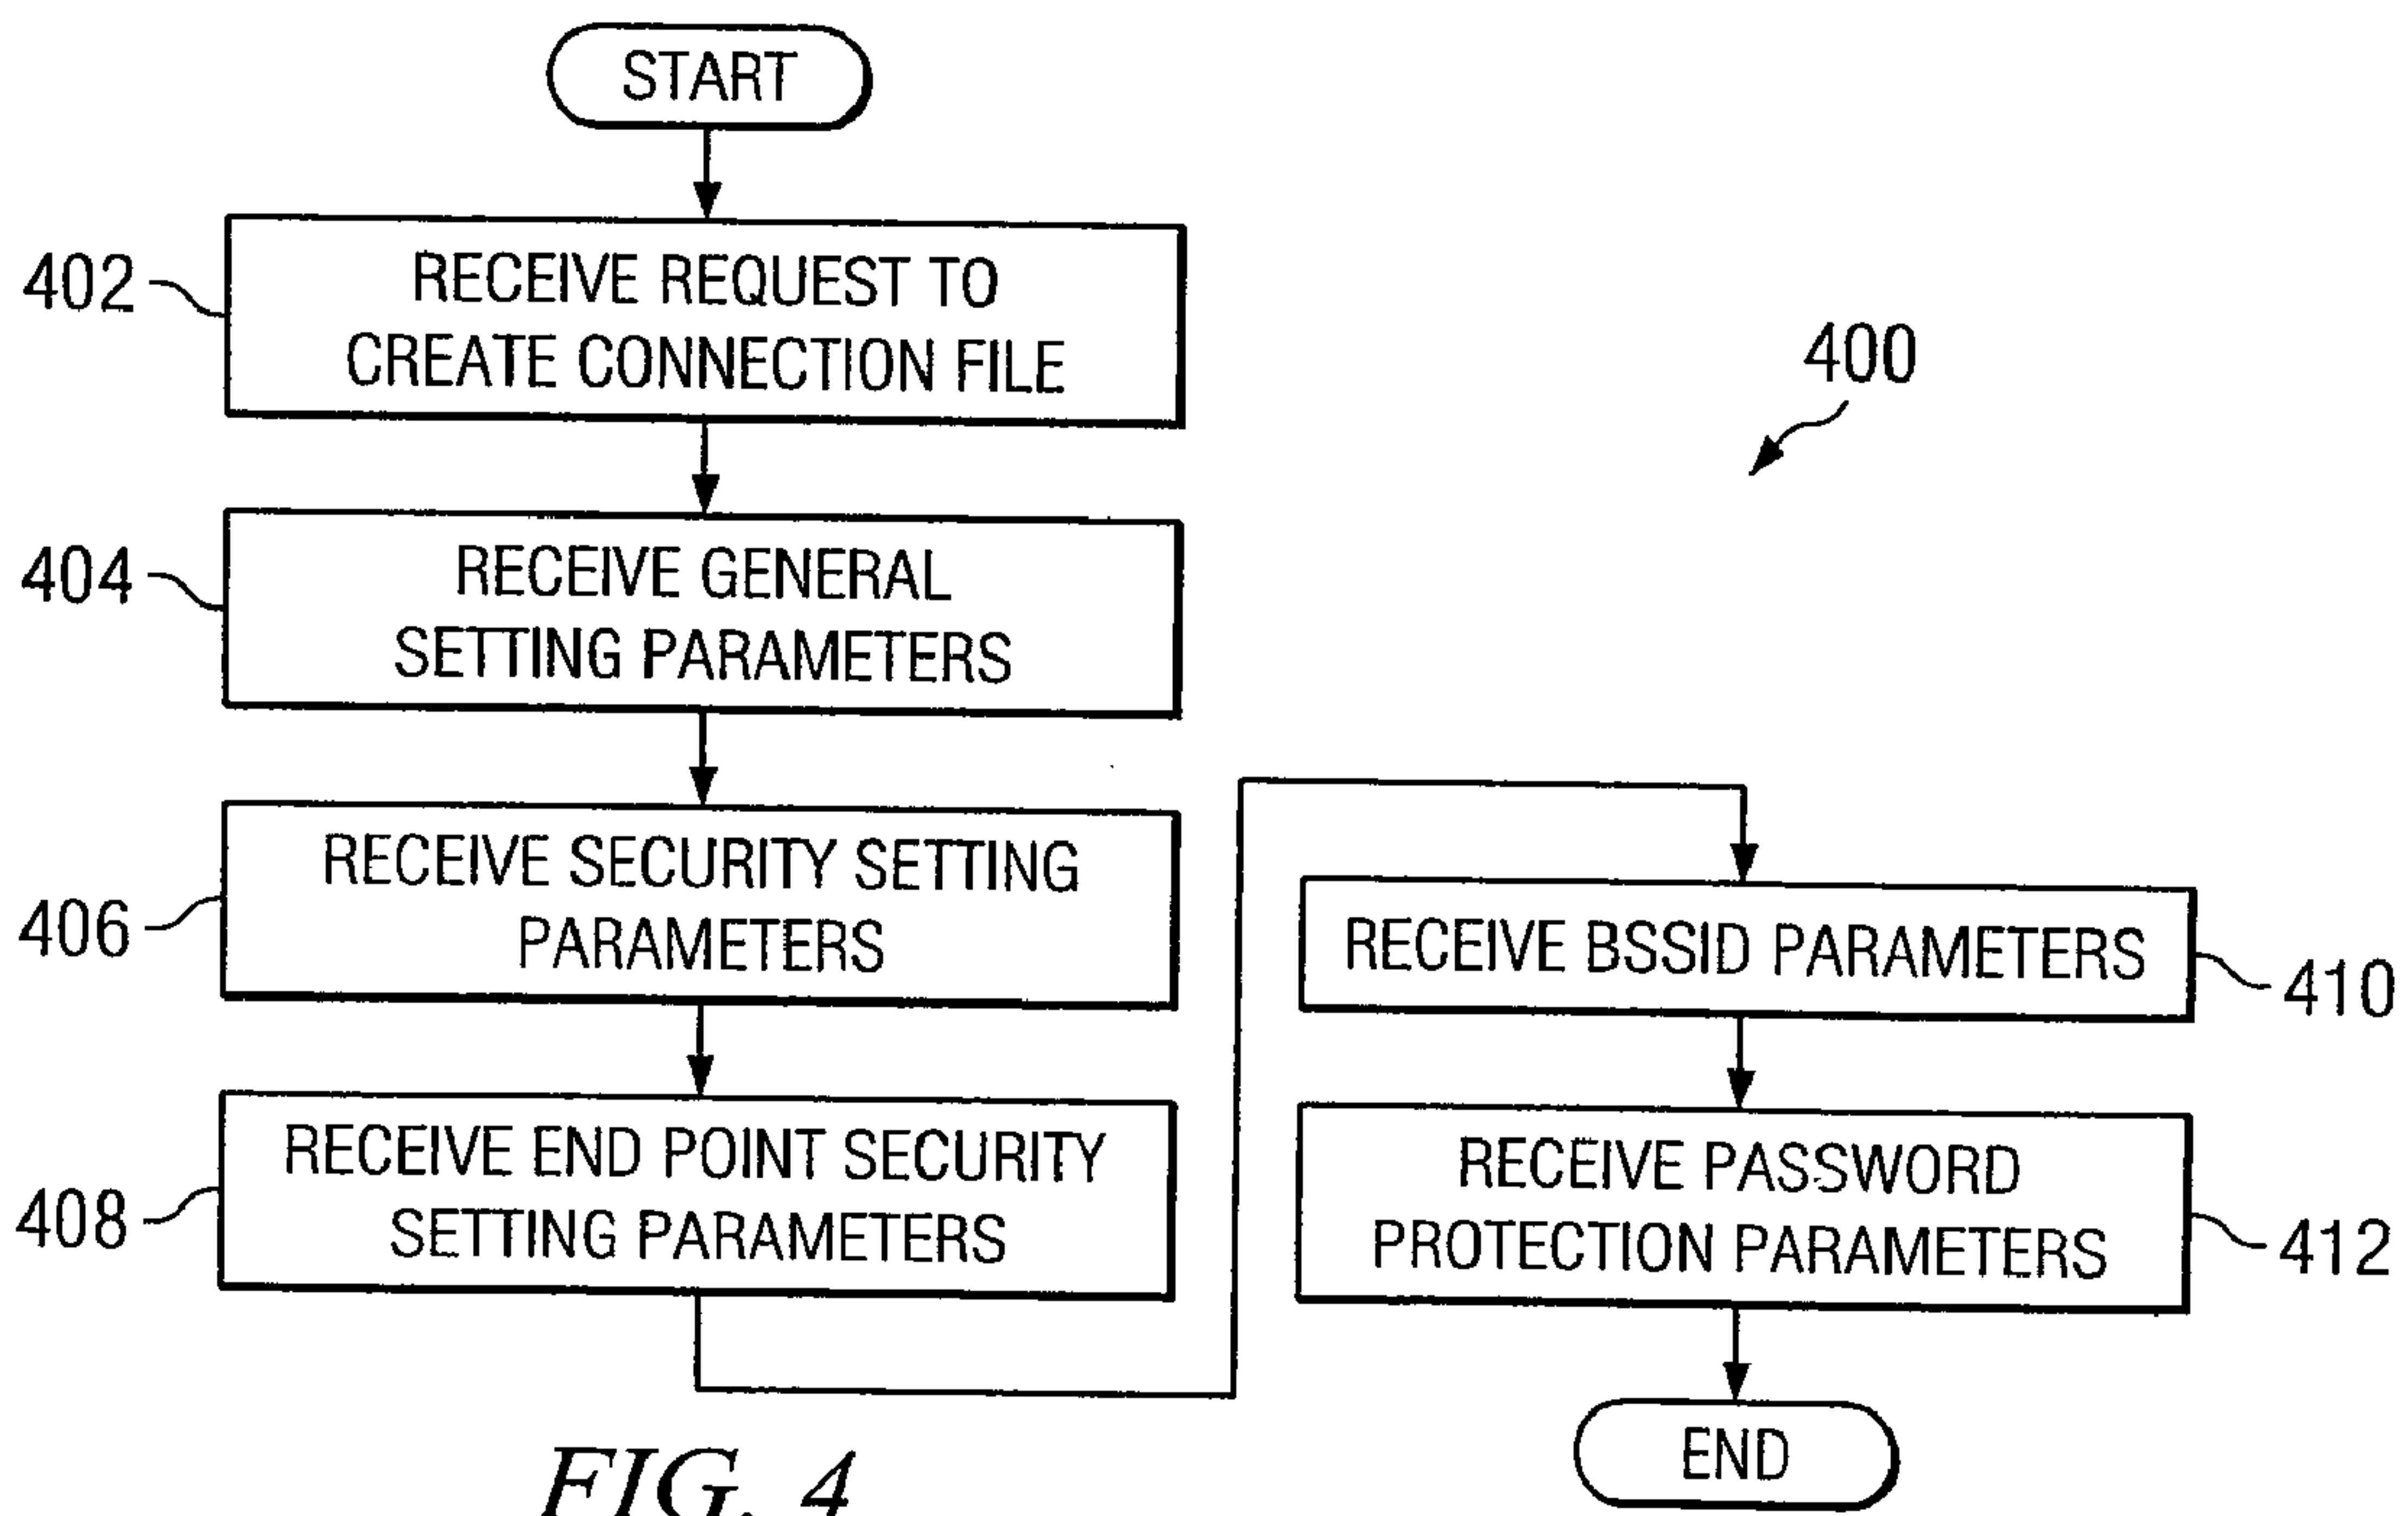 START
402
RECEIVE REQUEST TO
CREATE CONNECTION FILE
400
404
RECEIVE GENERAL
SETTING PARAMETERS
406
RECEIVE SECURITY SETTING
PARAMETERS
408
RECEIVE END POINT SECURITY
SETTING PARAMETERS
RECEIVE BSSID PARAMETERS
410
RECEIVE PASSWORD
PROTECTION PARAMETERS
412
END
FIG. 4